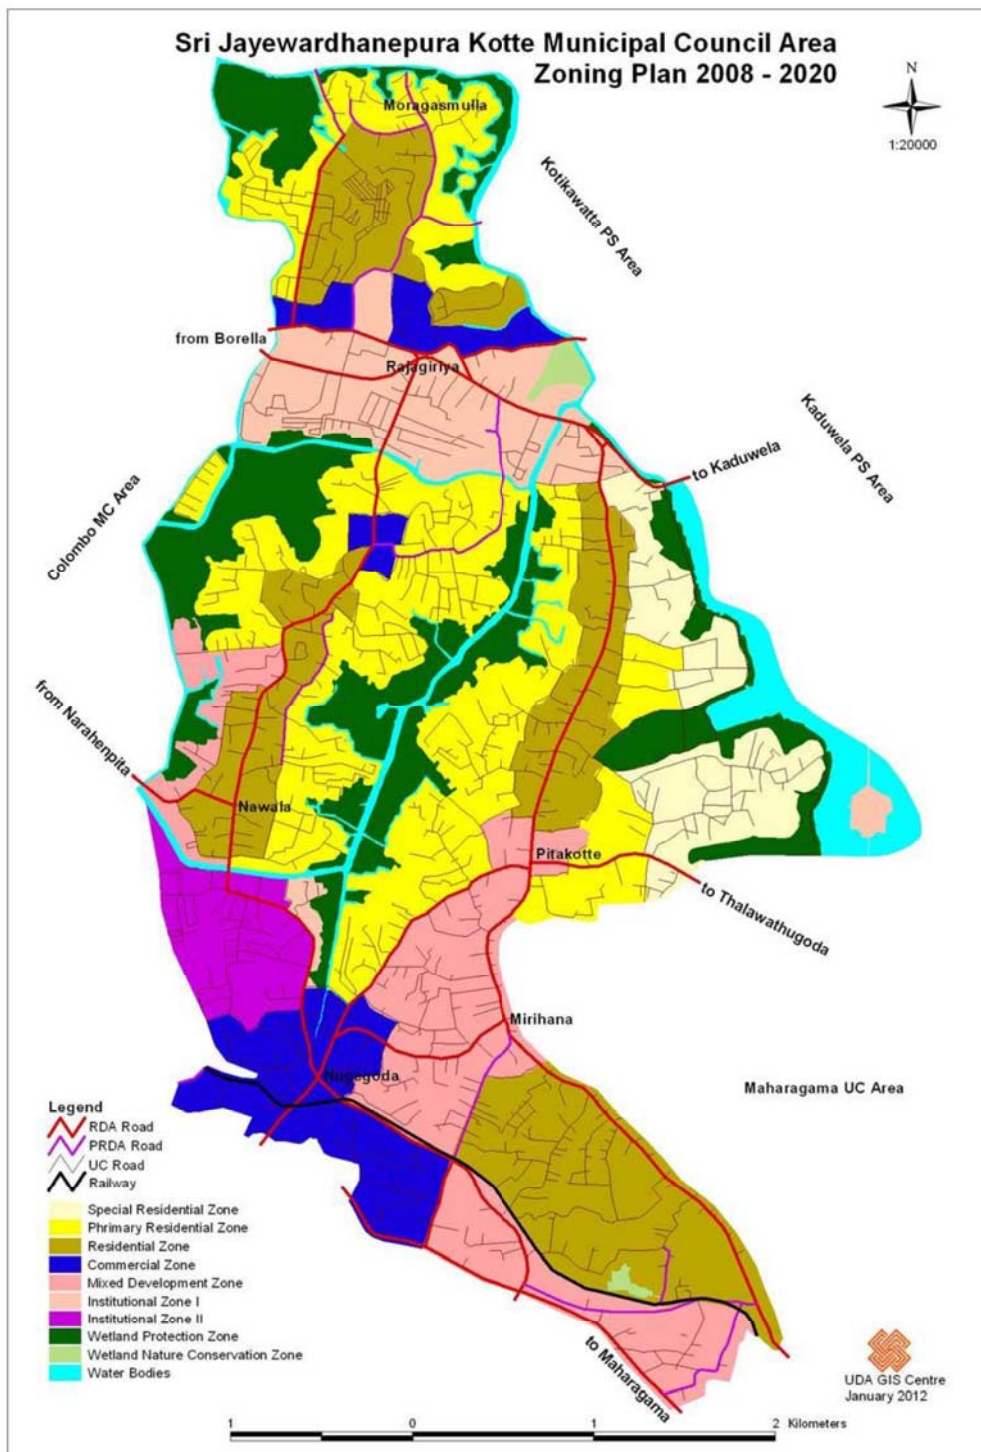 Sri Jayewardhanepura Kotte Municipal Council Area
Zoning Plan 2008 - 2020
N
1:20000
Moragasmulla
Kotikawatta PS Area
from Borella
Rajagiriya
Kaduwela PS Area
to Kaduwela
Colombo MC Area
from Narahenpita
Nawala
Pitakotte
to Thalawathugoda
Mirihana
Nugegoda
Maharagama UC Area
Legend
RDA Road
PRDA Road
UC Road
Railway
Special Residential Zone
Phrimary Residential Zone
Residential Zone
Commercial Zone
Mixed Development Zone
Institutional Zone I
Institutional Zone II
Wetland Protection Zone
Wetland Nature Conservation Zone
Water Bodies
to Maharagama
UDA GIS Centre
January 2012
1 0 1 2 Kilometers